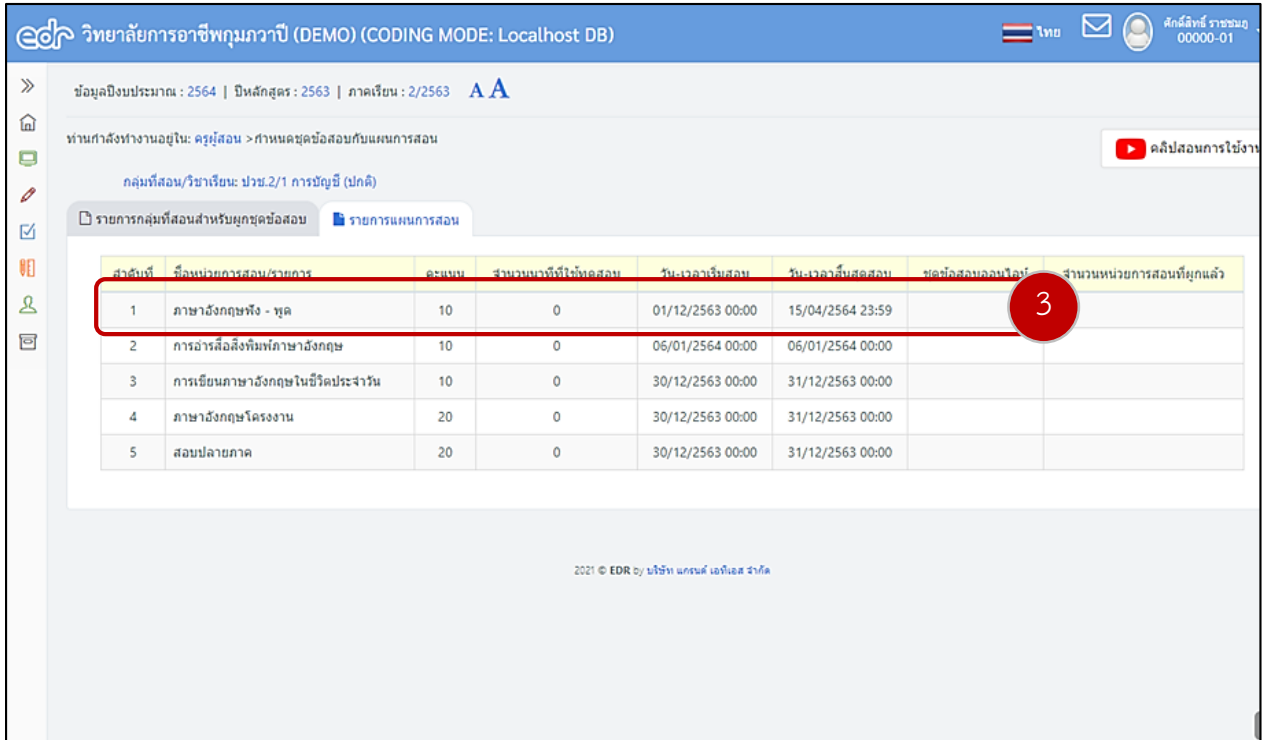 edr วิทยาลัยการอาชีพกุมภวาปี (DEMO) (CODING MODE: Localhost DB)
ไทย
ศักดิ์สิทธิ์ ราชชมภู
00000-01
ข้อมูลปีงบประมาณ : 2564 | ปีหลักสูตร : 2563 | ภาคเรียน : 2/2563 A A
ท่านกำลังทำงานอยู่ใน: ครูผู้สอน >กำหนดชุดข้อสอบกับแผนการสอน
คลิปสอนการใช้งาน
กลุ่มที่สอน/วิชาเรียน: ปวช.2/1 การบัญชี (ปกติ)
รายการกลุ่มที่สอนสำหรับผูกชุดข้อสอบ รายการแผนการสอน
ลำดับที่ ชื่อหน่วยการสอน/รายการ คะแนน จำนวนนาทีที่ใช้ทดสอบ วัน-เวลาเริ่มสอบ วัน-เวลาสิ้นสุดสอบ ชุดข้อสอบออนไลน์ จำนวนหน่วยการสอนที่ผูกแล้ว
1 ภาษาอังกฤษฟัง - พูด 10 0 01/12/2563 00:00 15/04/2564 23:59 3
2 การอ่ารสื่อสิ่งพิมพ์ภาษาอังกฤษ 10 0 06/01/2564 00:00 06/01/2564 00:00
3 การเขียนภาษาอังกฤษในชีวิตประจำวัน 10 0 30/12/2563 00:00 31/12/2563 00:00
4 ภาษาอังกฤษโครงงาน 20 0 30/12/2563 00:00 31/12/2563 00:00
5 สอบปลายภาค 20 0 30/12/2563 00:00 31/12/2563 00:00
2021 © EDR by บริษัท แกรนด์ เอทิเอส จำกัด